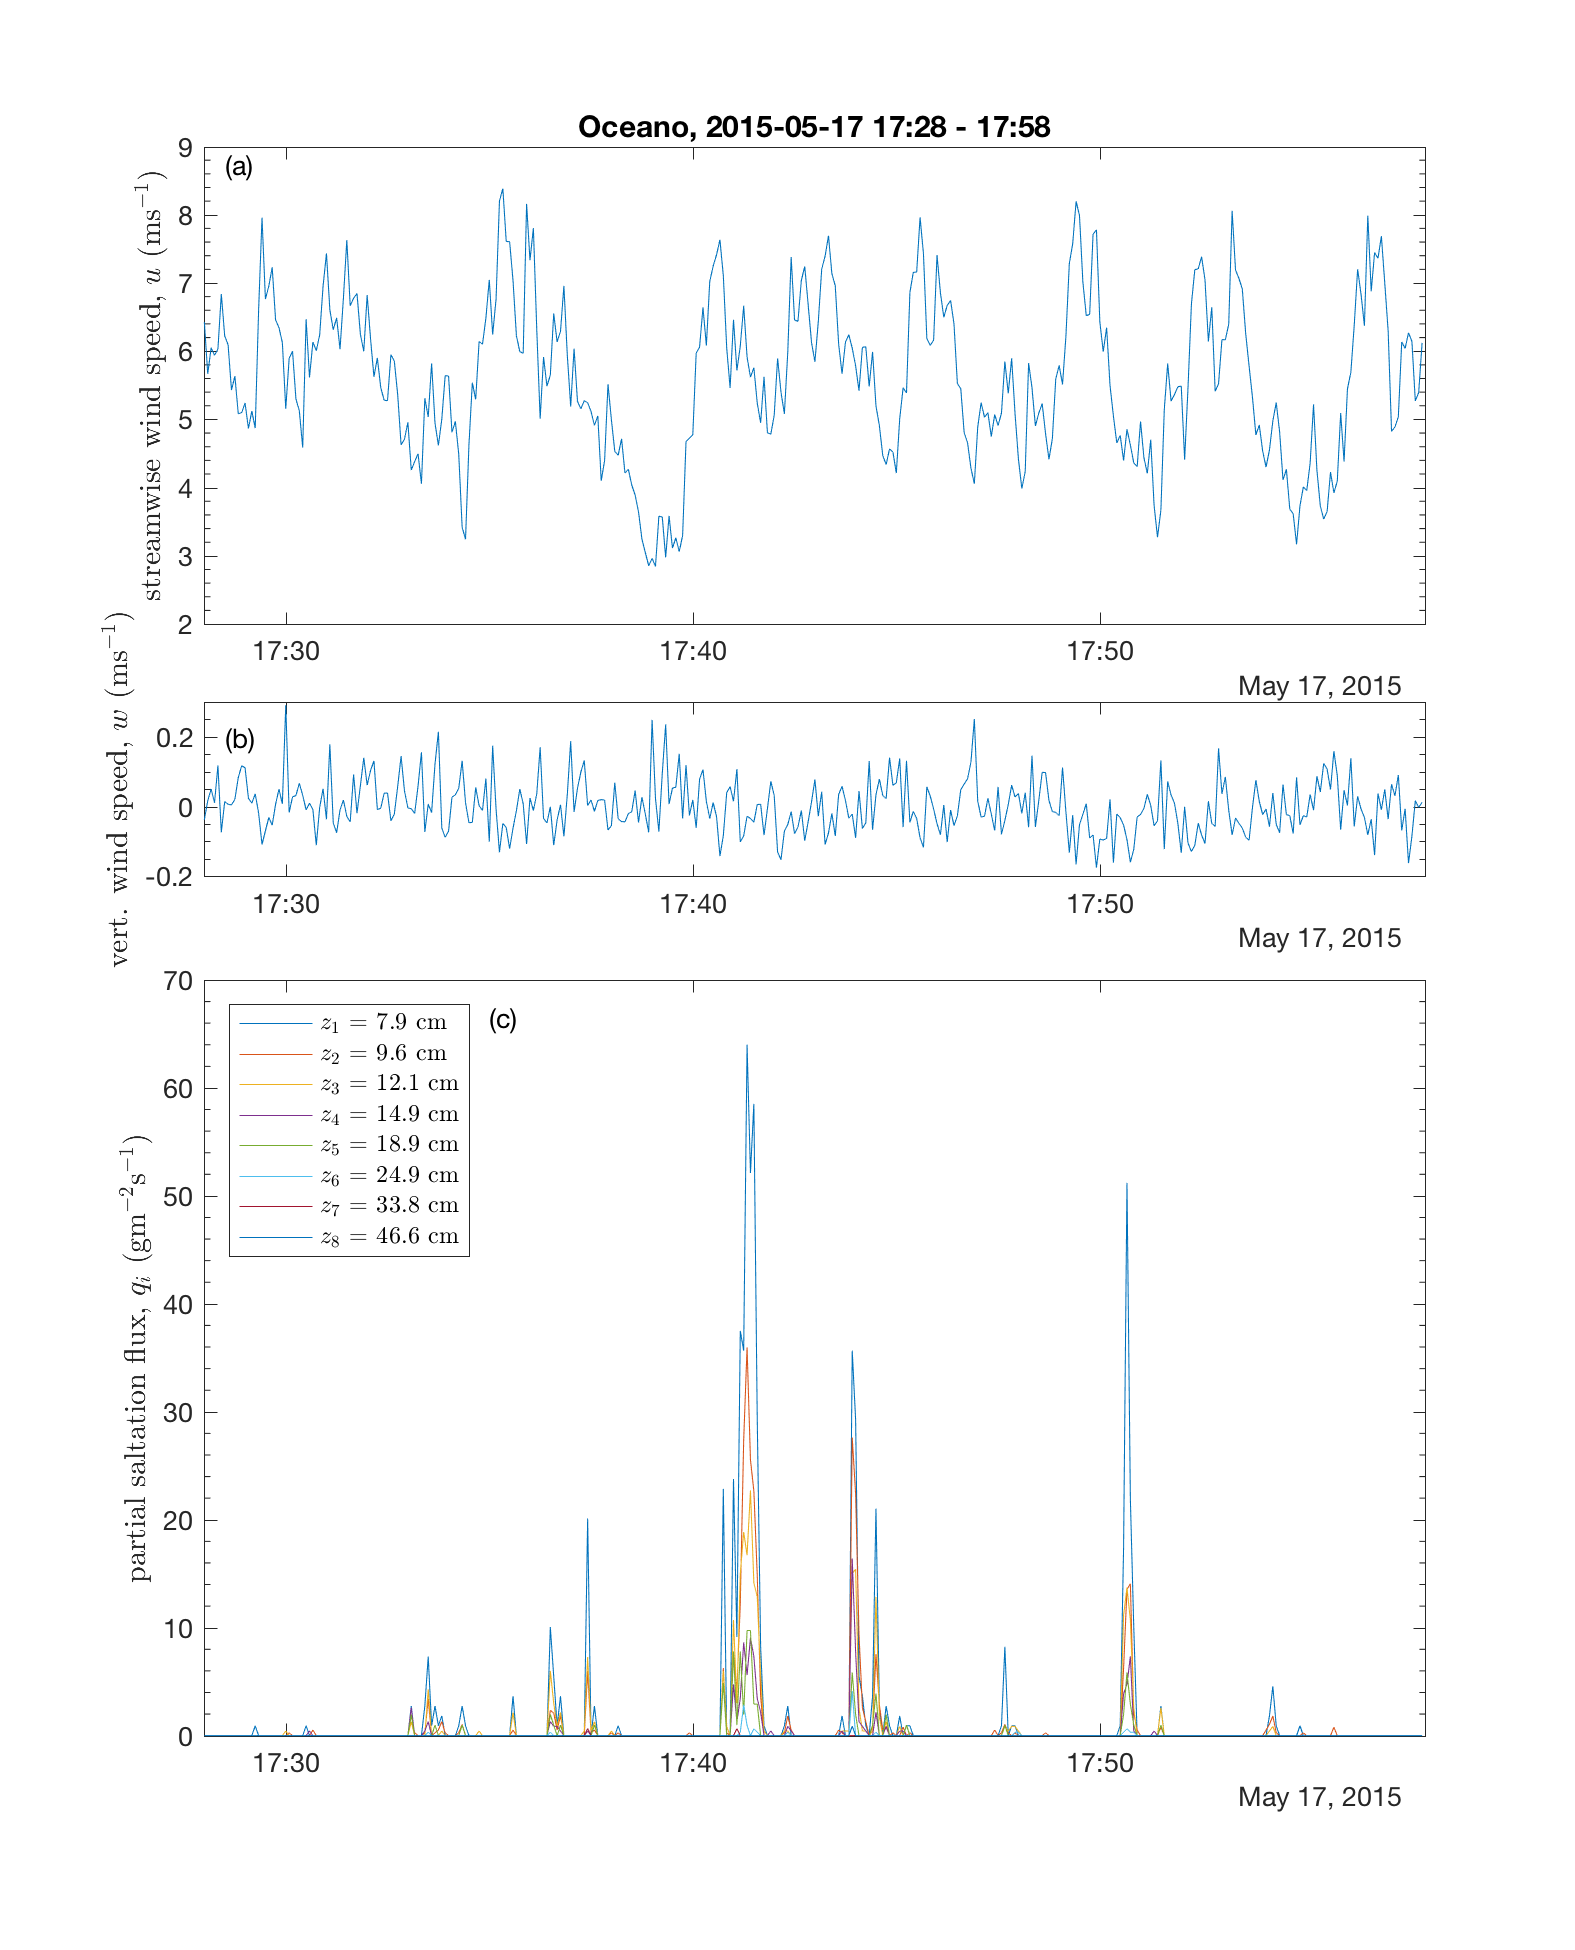 Oceano, 2015-05-17 17:28 - 17:58
(a)
streamwise wind speed, u (ms−1)
9
8
7
6
5
4
3
2
17:30 17:40 17:50
May 17, 2015
(b)
vert. wind speed, w (ms−1)
0.2
0
-0.2
17:30 17:40 17:50
May 17, 2015
(c)
partial saltation flux, qi (gm−2s−1)
70
60
50
40
30
20
10
0
z1 = 7.9 cm
z2 = 9.6 cm
z3 = 12.1 cm
z4 = 14.9 cm
z5 = 18.9 cm
z6 = 24.9 cm
z7 = 33.8 cm
z8 = 46.6 cm
17:30 17:40 17:50
May 17, 2015